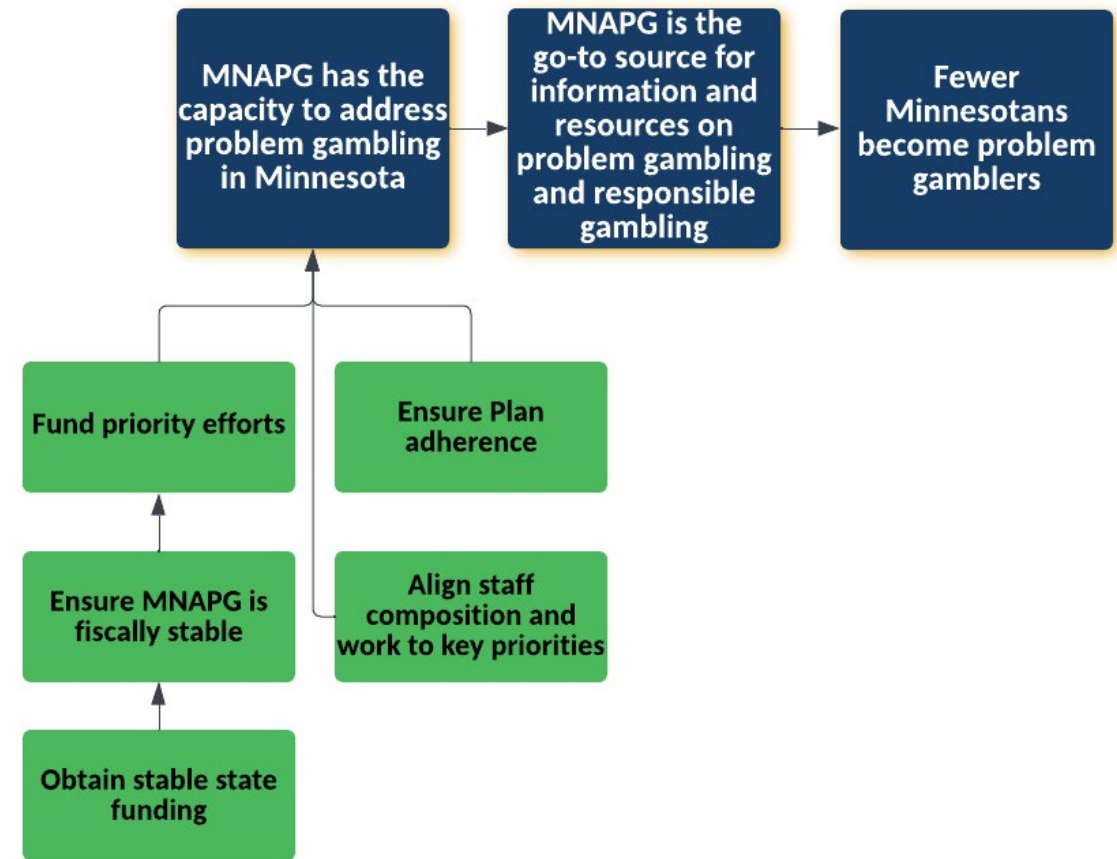 MNAPG has the
capacity to address
problem gambling
in Minnesota
MNAPG is the
go-to source for
information and
resources on
problem gambling
and responsible
gambling
Fewer
Minnesotans
become problem
gamblers
Fund priority efforts
Ensure Plan
adherence
Ensure MNAPG is
fiscally stable
Align staff
composition and
work to key priorities
Obtain stable state
funding